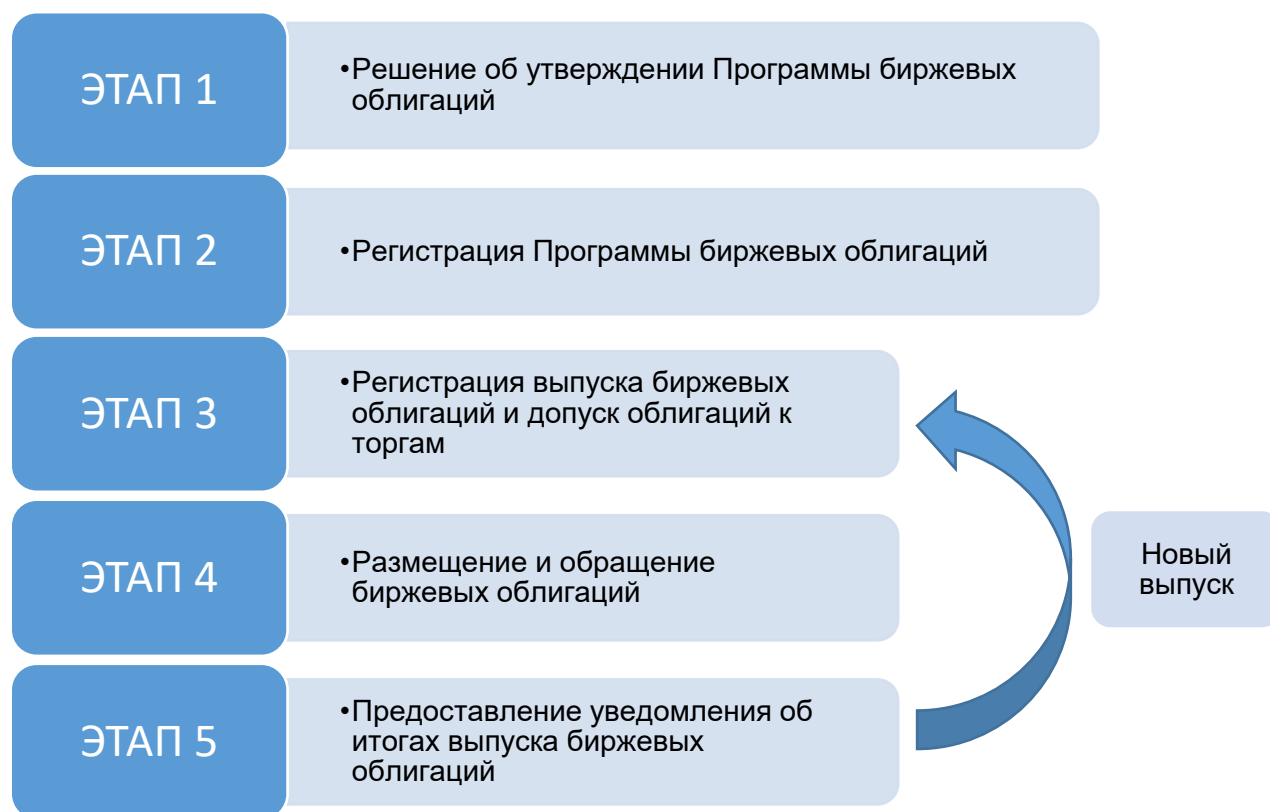 ЭТАП 1
•Решение об утверждении Программы биржевых
облигаций
ЭТАП 2
•Регистрация Программы биржевых облигаций
ЭТАП 3
•Регистрация выпуска биржевых
облигаций и допуск облигаций к
торгам
ЭТАП 4
•Размещение и обращение
биржевых облигаций
Новый
выпуск
ЭТАП 5
•Предоставление уведомления об
итогах выпуска биржевых
облигаций